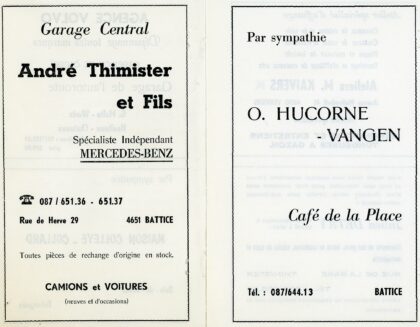 Garage Central
André Thimister
et Fils
Spécialiste Indépendant
MERCEDES-BENZ
☎ 087 / 651.36 - 651.37
Rue de Herve 29 4651 BATTICE
Toutes pièces de rechange d'origine en stock.
CAMIONS et VOITURES
(neuves et d'occasions)
Par sympathie
O. HUCORNE
- VANGEN
Café de la Place
Tél. : 087/644.13 BATTICE